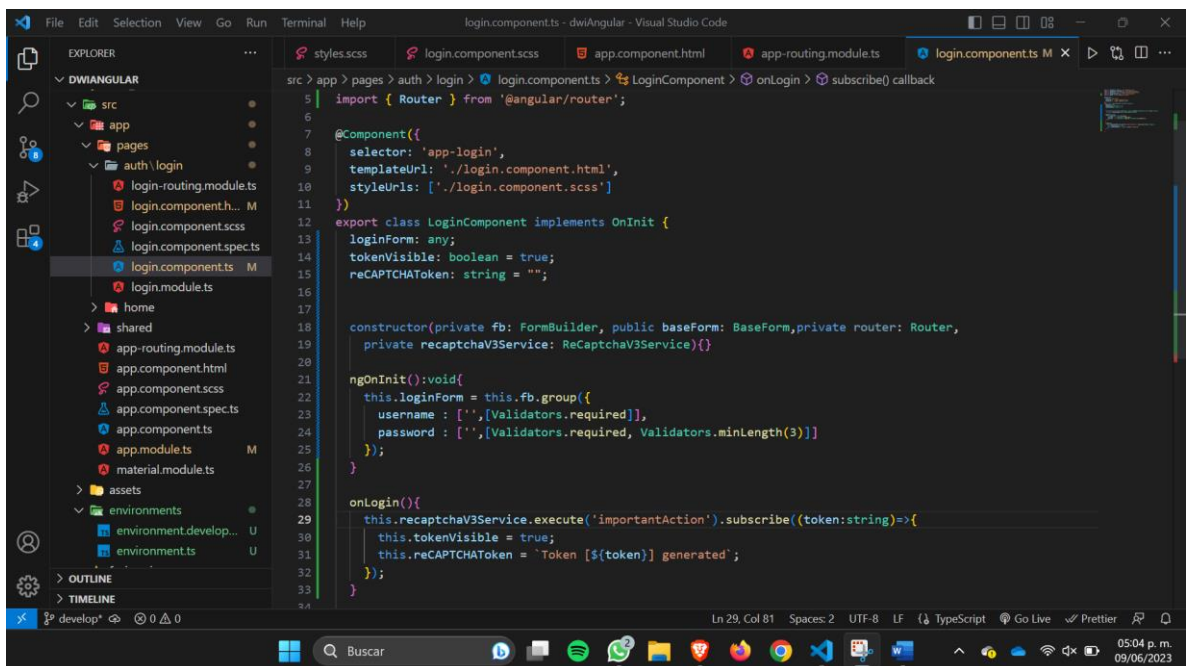 File Edit Selection View Go Run Terminal Help login.component.ts - dwiAngular - Visual Studio Code
EXPLORER
styles.scss login.component.scss app.component.html app-routing.module.ts login.component.ts M
DWIANGULAR
src > app > pages > auth > login > login.component.ts > LoginComponent > onLogin > subscribe() callback
src
app
pages
auth\login
login-routing.module.ts
login.component.h... M
login.component.scss
login.component.spec.ts
login.component.ts M
login.module.ts
home
shared
app-routing.module.ts
app.component.html
app.component.scss
app.component.spec.ts
app.component.ts
app.module.ts M
material.module.ts
assets
environments
environment.develop... U
environment.ts U
OUTLINE
TIMELINE
8
4
5 import { Router } from '@angular/router';
6
7 @Component({
8 selector: 'app-login',
9 templateUrl: './login.component.html',
10 styleUrls: ['./login.component.scss']
11 })
12 export class LoginComponent implements OnInit {
13 loginForm: any;
14 tokenVisible: boolean = true;
15 reCAPTCHAToken: string = "";
16
17
18 constructor(private fb: FormBuilder, public baseForm: BaseForm,private router: Router,
19 private recaptchaV3Service: ReCaptchaV3Service){}
20
21 ngOnInit():void{
22 this.loginForm = this.fb.group({
23 username : ['',[Validators.required]],
24 password : ['',[Validators.required, Validators.minLength(3)]]
25 });
26 }
27
28 onLogin(){
29 this.recaptchaV3Service.execute('importantAction').subscribe((token:string)=>{
30 this.tokenVisible = true;
31 this.reCAPTCHAToken = `Token [${token}] generated`;
32 });
33 }
34
develop* 0 0 Ln 29, Col 81 Spaces: 2 UTF-8 LF TypeScript Go Live Prettier
Buscar
2
05:04 p. m.
09/06/2023